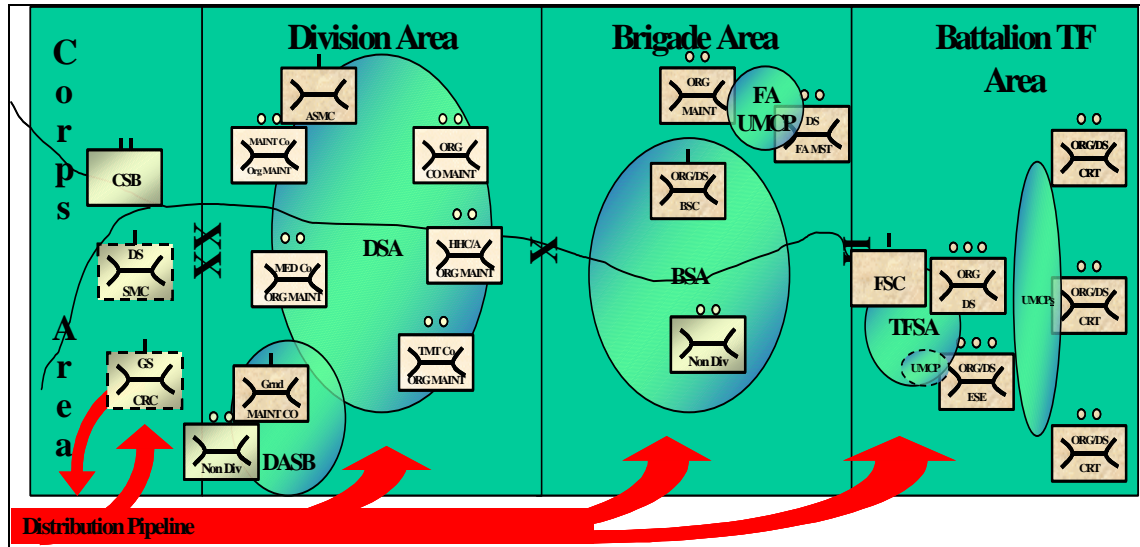 Corps Area
Division Area
Brigade Area
Battalion TF
Area
CSB
DS
SMC
GS
CRC
XX
ASMC
MAINT Co
Org MAINT
ORG
CO MAINT
MED Co
ORG MAINT
DSA
HHC/A
ORG MAINT
TMT Co
ORG MAINT
Grnd
MAINT CO
Non Div
DASB
X
ORG
MAINT
FA
UMCP
DS
FA MST
ORG/DS
BSC
BSA
Non Div
I
FSC
ORG
DS
TFSA
UMCP
ORG/DS
ESE
UMCPs
ORG/DS
CRT
ORG/DS
CRT
ORG/DS
CRT
Distribution Pipeline